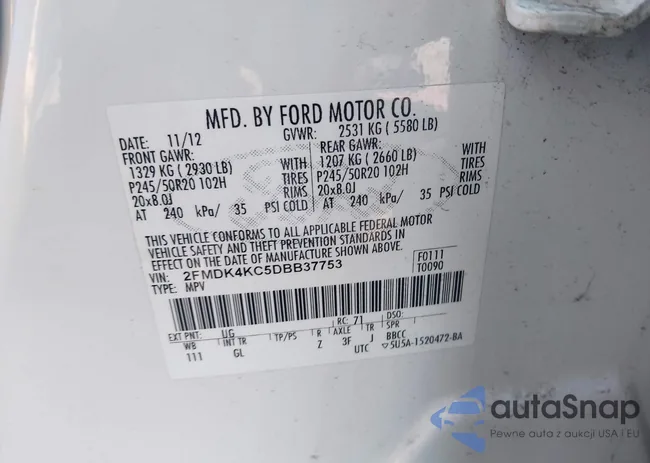 MFD. BY FORD MOTOR CO.
DATE: 11/12 GVWR: 2531 KG ( 5580 LB)
FRONT GAWR: REAR GAWR:
1329 KG ( 2930 LB) WITH 1207 KG ( 2660 LB) WITH
P245/50R20 102H TIRES P245/50R20 102H TIRES
20x8.0J RIMS 20x8.0J RIMS
AT 240 kPa/ 35 PSI COLD AT 240 kPa/ 35 PSI COLD
THIS VEHICLE CONFORMS TO ALL APPLICABLE FEDERAL MOTOR
VEHICLE SAFETY AND THEFT PREVENTION STANDARDS IN
EFFECT ON THE DATE OF MANUFACTURE SHOWN ABOVE.
VIN: 2FMDK4KC5DBB37753 F0111
TYPE: MPV T0090
EXT PNT: UG RC: 71 DSO:
WB INT TR TP/PS R AXLE TR SPR
111 GL Z 3F J BBCC
UTC ▽5U5A-1520472-BA
autaSnap
Pewne auta z aukcji USA i EU